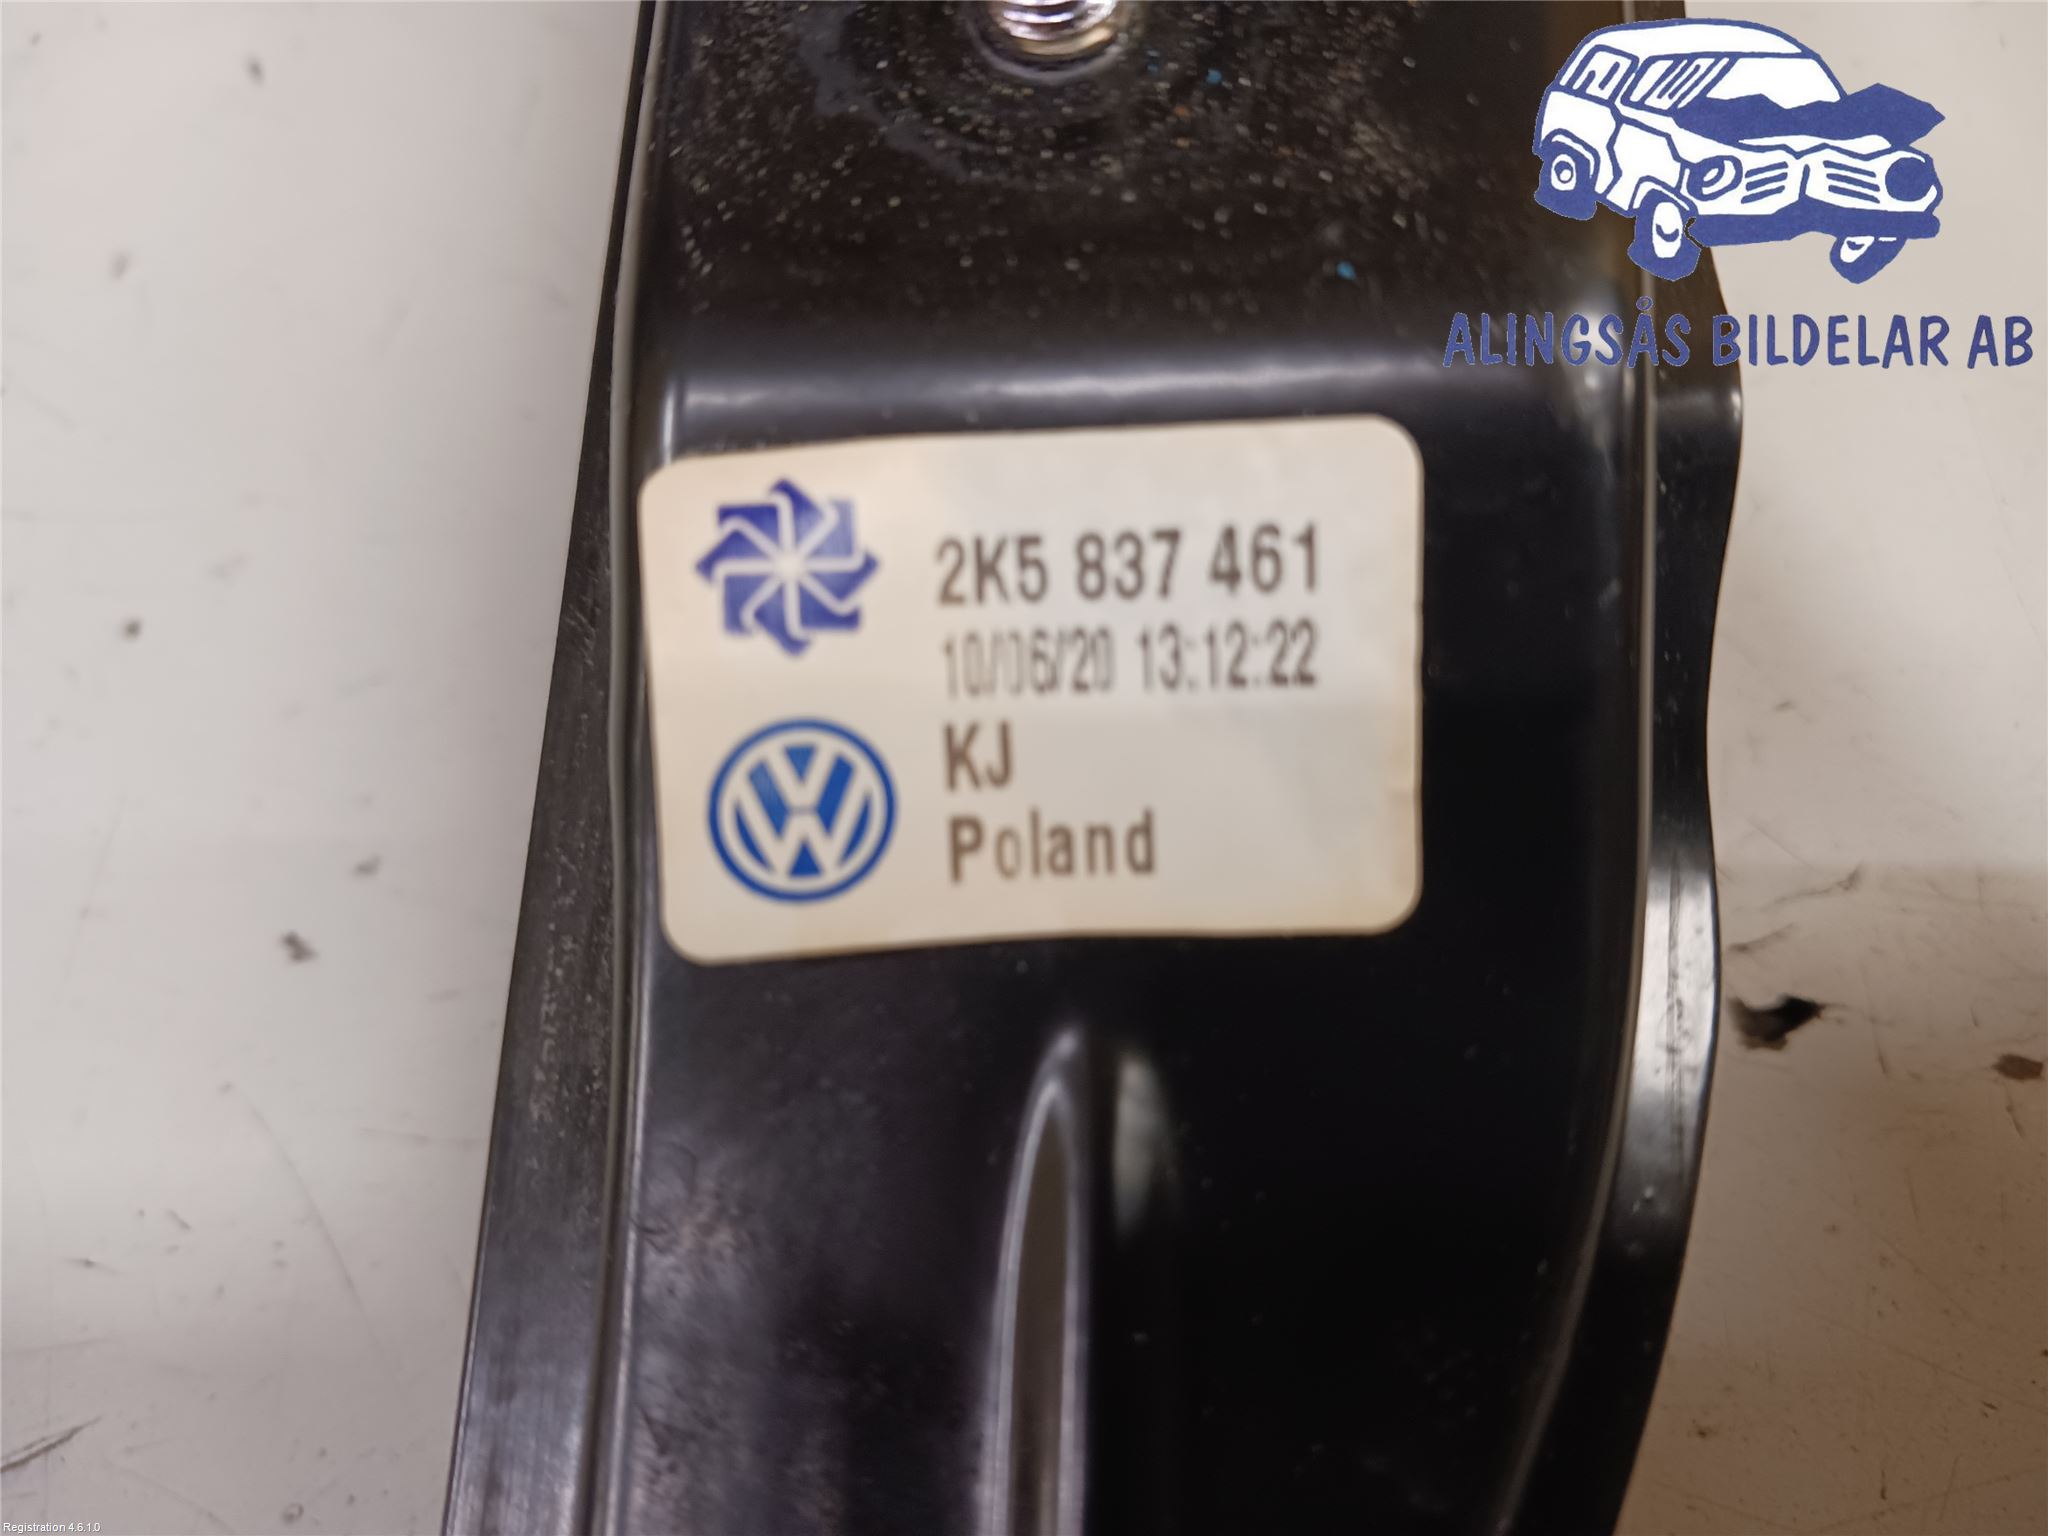 ALINGSÅS BILDELAR AB
2K5 837 461
10/06/20 13:12:22
KJ
Poland
Registration 4.6.1.0